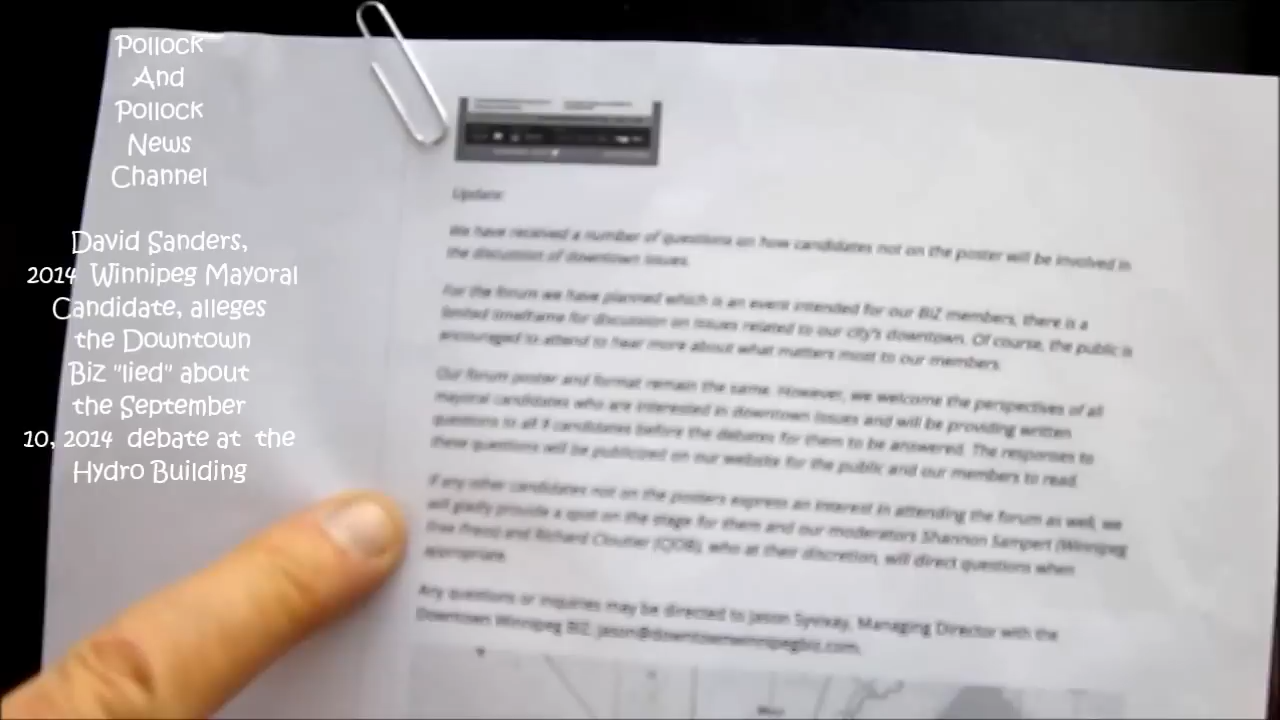 Pollock
And
Pollock
News
Channel
David Sanders,
2014 Winnipeg Mayoral
Candidate, alleges
the Downtown
Biz "lied" about
the September
10, 2014 debate at the
Hydro Building
Update:
We have received a number of questions on how candidates not on the poster will be involved in
the discussion of downtown issues.
For the forum we have planned which is an event intended for our BIZ members, there is a
limited timeframe for discussion on issues related to our city's downtown. Of course, the public is
encouraged to attend to hear more about what matters most to our members.
Our forum poster and format remain the same. However, we welcome the perspectives of all
mayoral candidates who are interested in downtown issues and will be providing written
questions to all 7 candidates before the debates for them to be answered. The responses to
these questions will be publicized on our website for the public and our members to read.
If any other candidates not on the posters express an interest in attending the forum as well, we
will gladly provide a spot on the stage for them and our moderators Shannon Sampert (Winnipeg
Free Press) and Richard Cloutier (CJOB), who at their discretion, will direct questions when
appropriate.
Any questions or inquiries may be directed to Jason Syvixay, Managing Director with the
Downtown Winnipeg BIZ: jason@downtownwinnipegbiz.com.